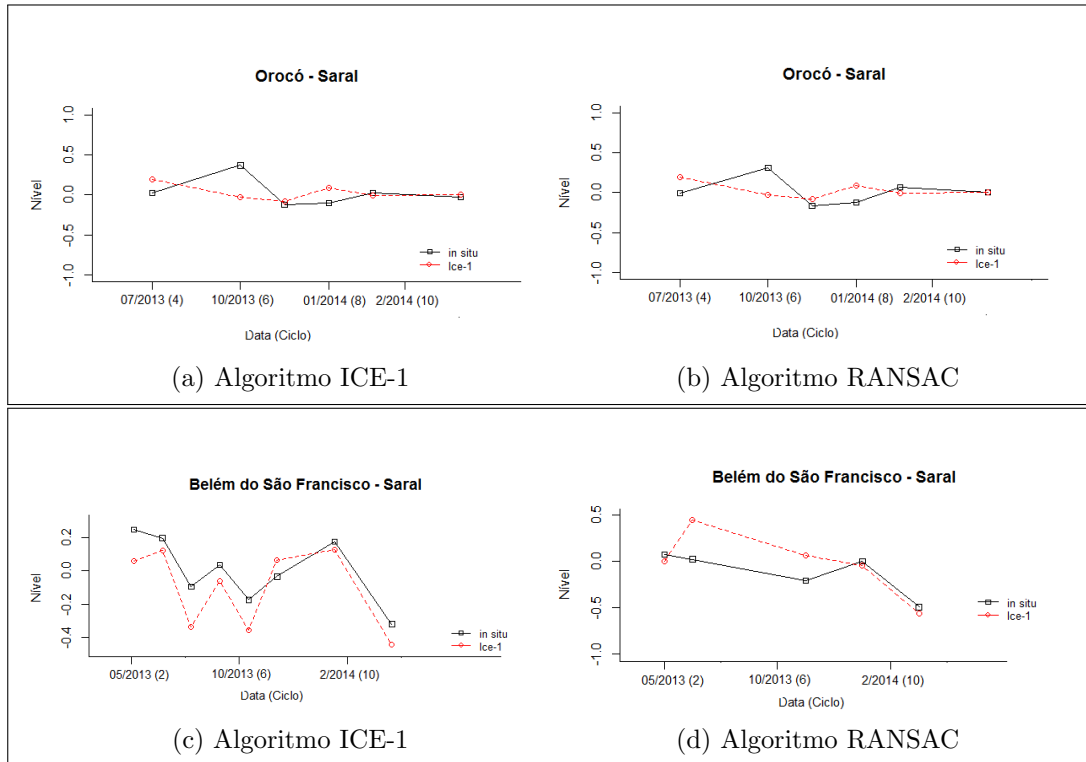 Orocó - Saral
Nível
1.0
0.5
0.0
-0.5
-1.0
in situ
Ice-1
07/2013 (4) 10/2013 (6) 01/2014 (8) 2/2014 (10)
Data (Ciclo)
(a) Algoritmo ICE-1
Orocó - Saral
Nível
1.0
0.5
0.0
-0.5
-1.0
in situ
Ice-1
07/2013 (4) 10/2013 (6) 01/2014 (8) 2/2014 (10)
Data (Ciclo)
(b) Algoritmo RANSAC
Belém do São Francisco - Saral
Nível
0.2
0.0
-0.2
-0.4
in situ
Ice-1
05/2013 (2) 10/2013 (6) 2/2014 (10)
Data (Ciclo)
(c) Algoritmo ICE-1
Belém do São Francisco - Saral
Nível
0.5
0.0
-0.5
-1.0
in situ
Ice-1
05/2013 (2) 10/2013 (6) 2/2014 (10)
Data (Ciclo)
(d) Algoritmo RANSAC